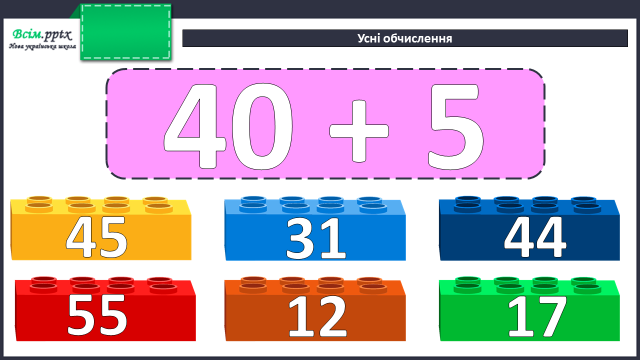 Всім.pptx
Нова українська школа
Усні обчислення
40 + 5
45 31 44
55 12 17